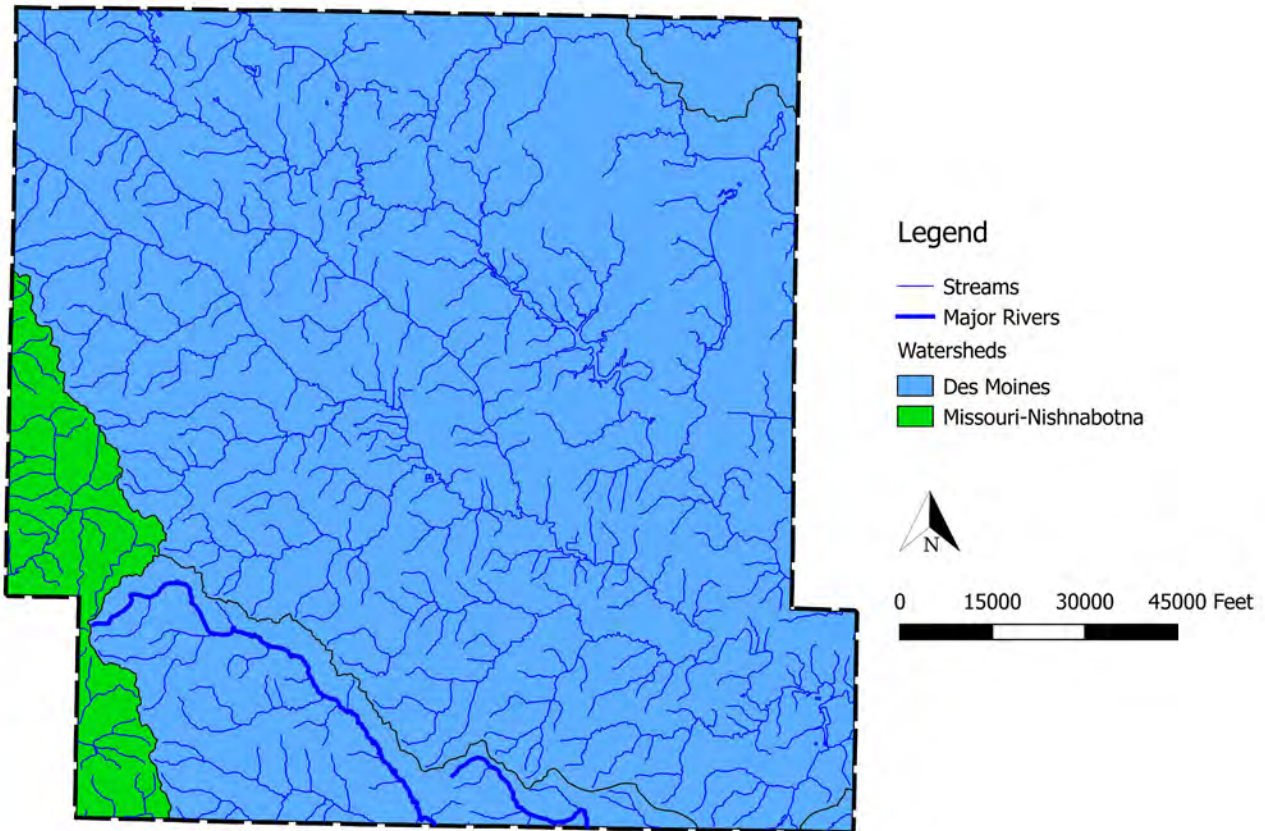 Legend
Streams
Major Rivers
Watersheds
Des Moines
Missouri-Nishnabotna
N
0 15000 30000 45000 Feet